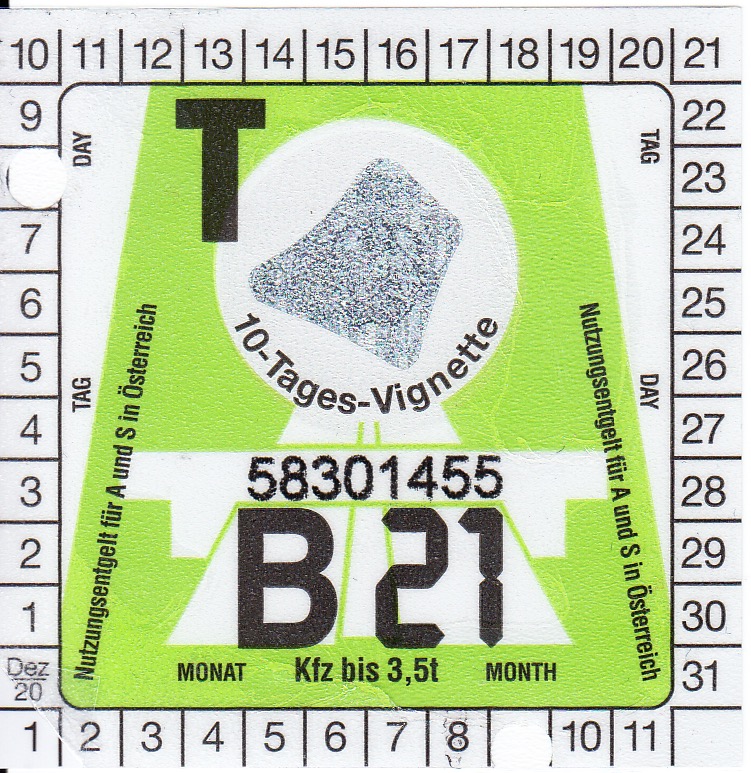 10 11 12 13 14 15 16 17 18 19 20 21
9
7
6
5
4
3
2
1
Dez
20
DAY
TAG
Nutzungsentgelt für A und S in Österreich
T
10-Tages-Vignette
58301455
B 21
MONAT Kfz bis 3,5t MONTH
TAG
DAY
Nutzungsentgelt für A und S in Österreich
22
23
24
25
26
27
28
29
30
31
1 2 3 4 5 6 7 8 10 11